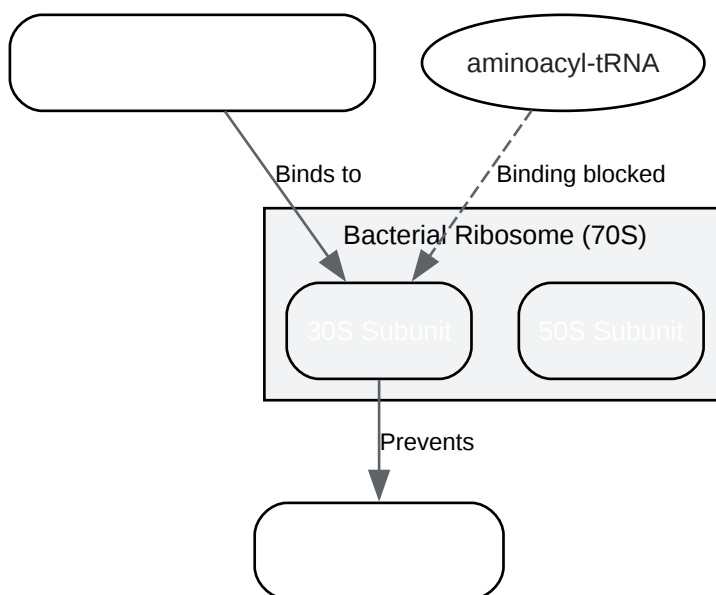 aminoacyl-tRNA
Binds to
Binding blocked
Bacterial Ribosome (70S)
30S Subunit
50S Subunit
Prevents